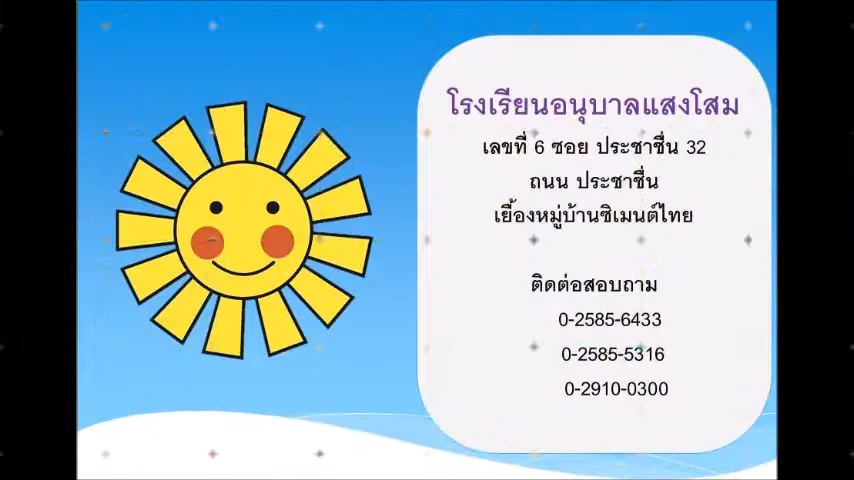 โรงเรียนอนุบาลแสงโสม
เลขที่ 6 ซอย ประชาชื่น 32
ถนน ประชาชื่น
เยื้องหมู่บ้านซิเมนต์ไทย
ติดต่อสอบถาม
0-2585-6433
0-2585-5316
0-2910-0300